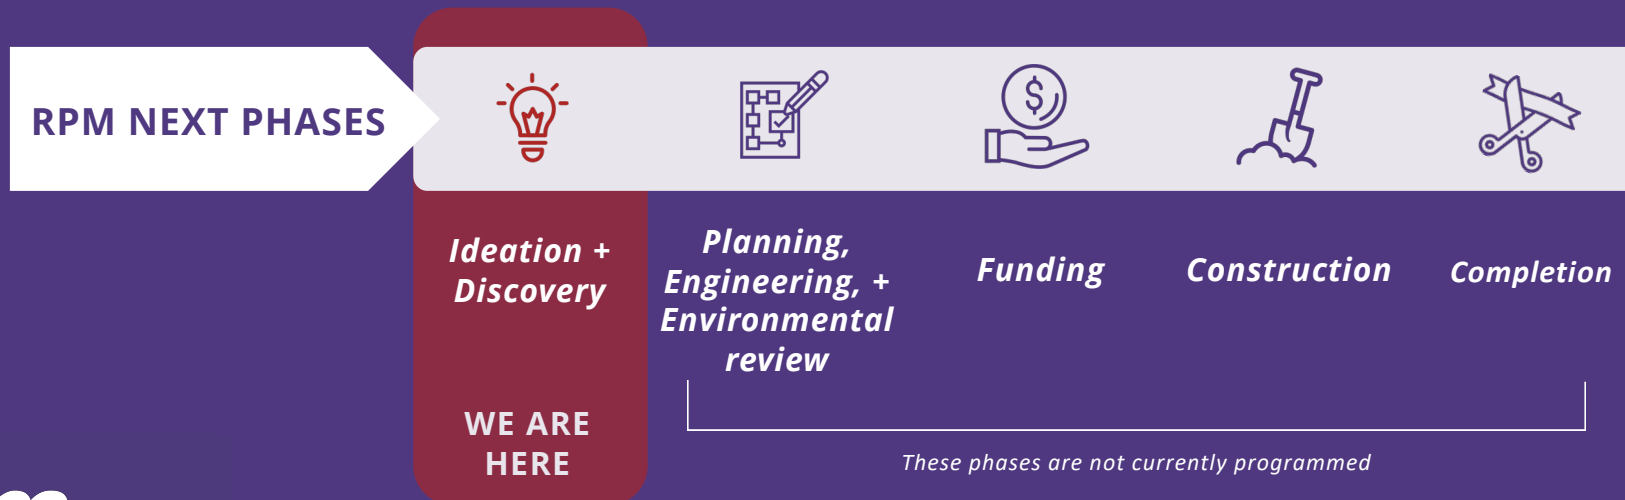 RPM NEXT PHASES
Ideation +
Discovery
WE ARE
HERE
Planning,
Engineering, +
Environmental
review
Funding
Construction
Completion
These phases are not currently programmed